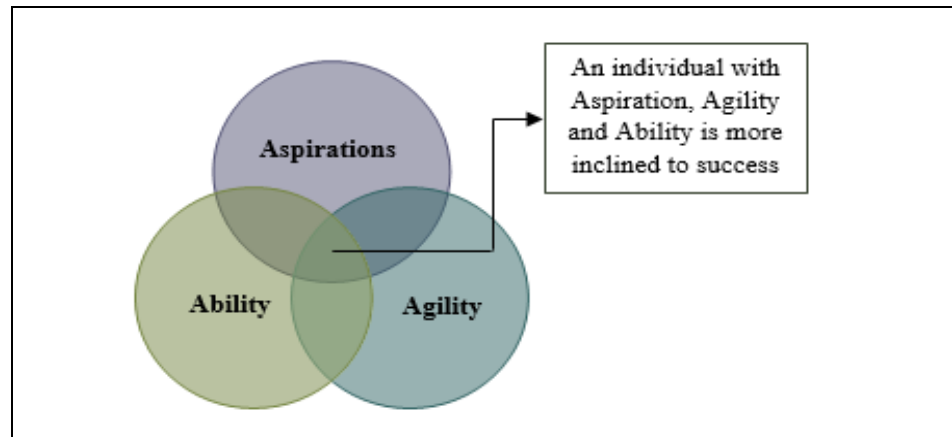 An individual with
Aspiration, Agility
and Ability is more
inclined to success
Aspirations
Ability
Agility